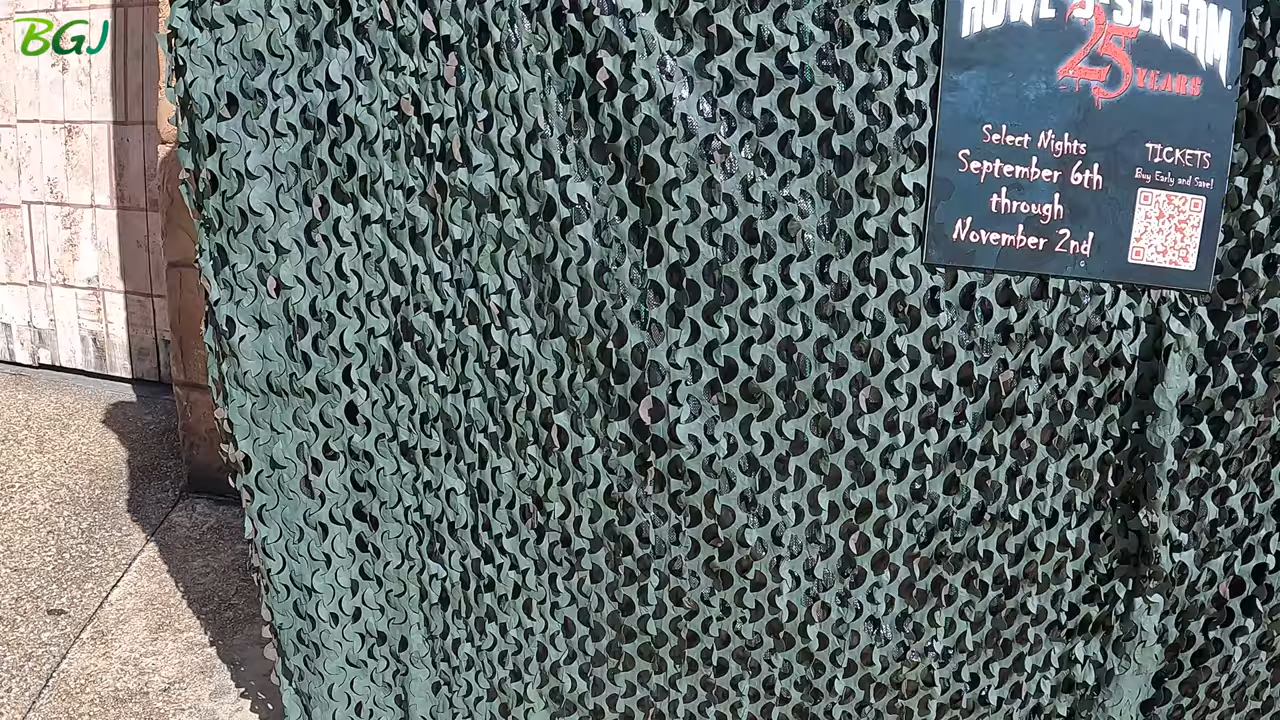 BGJ
HOWL-O-SCREAM
25 YEARS
Select Nights
September 6th
through
November 2nd
TICKETS
Buy Early and Save!